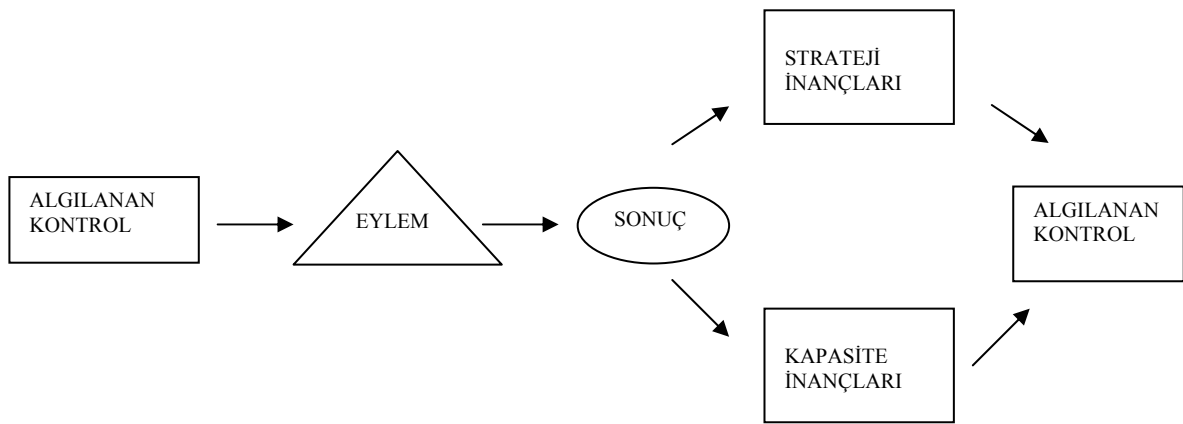 STRATEJİ
İNANÇLARI
ALGILANAN
KONTROL
EYLEM
SONUÇ
ALGILANAN
KONTROL
KAPASİTE
İNANÇLARI